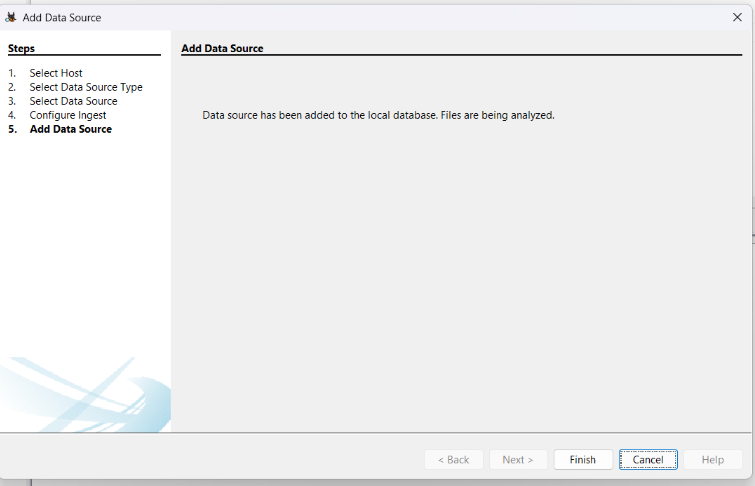 Add Data Source
Steps
1. Select Host
2. Select Data Source Type
3. Select Data Source
4. Configure Ingest
5. Add Data Source
Add Data Source
Data source has been added to the local database. Files are being analyzed.
< Back
Next >
Finish
Cancel
Help